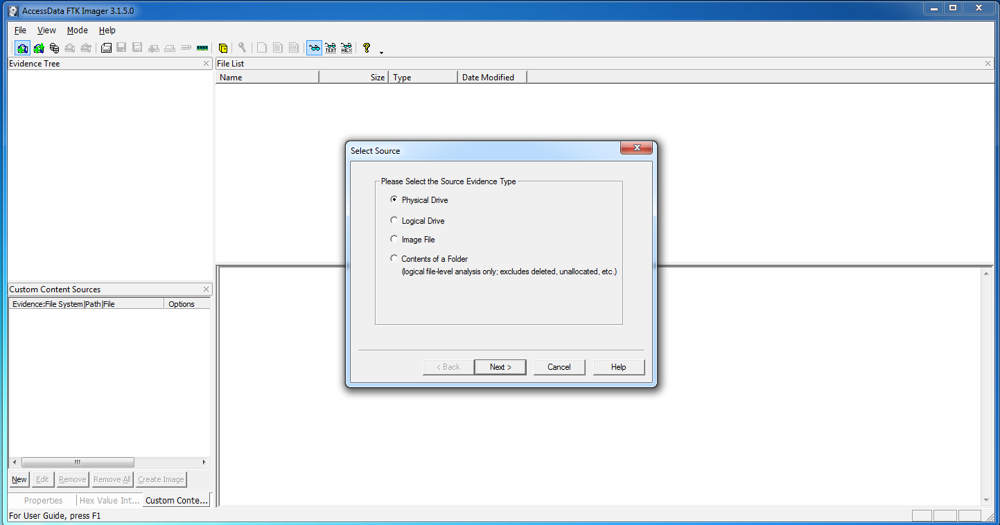 AccessData FTK Imager 3.1.5.0
File View Mode Help
TEXT HEX
Evidence Tree
File List
Name Size Type Date Modified
Select Source
Please Select the Source Evidence Type
Physical Drive
Logical Drive
Image File
Contents of a Folder
(logical file-level analysis only; excludes deleted, unallocated, etc.)
< Back Next > Cancel Help
Custom Content Sources
Evidence:File System|Path|File Options
New Edit Remove Remove All Create Image
Properties Hex Value Int... Custom Conte...
For User Guide, press F1